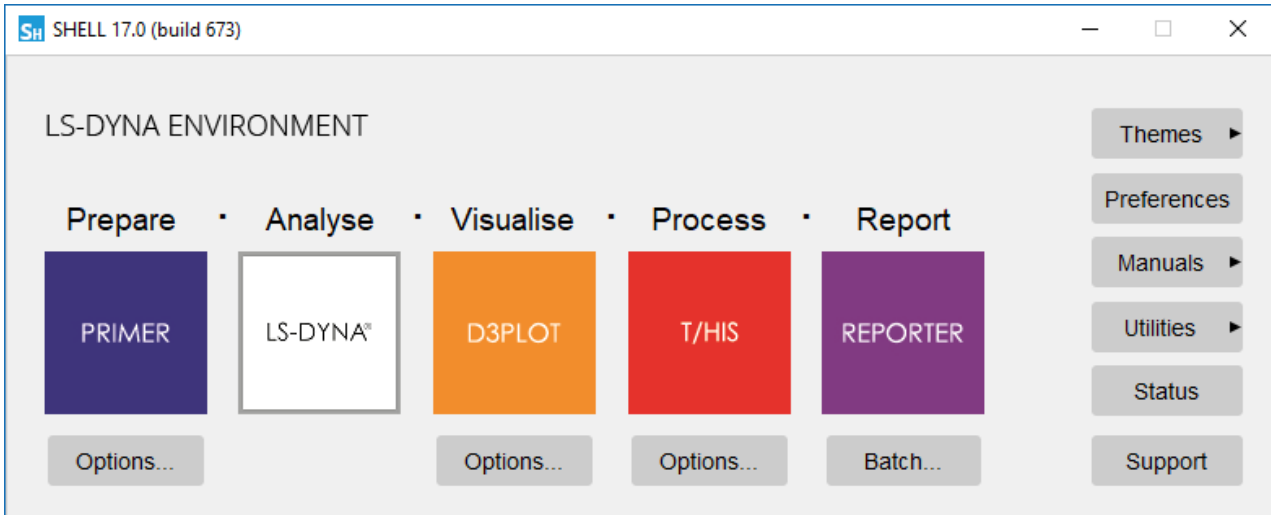 SH SHELL 17.0 (build 673)
LS-DYNA ENVIRONMENT
Themes
Preferences
Prepare · Analyse · Visualise · Process · Report
Manuals
PRIMER LS-DYNA® D3PLOT T/HIS REPORTER
Utilities
Status
Options... Options... Options... Batch... Support